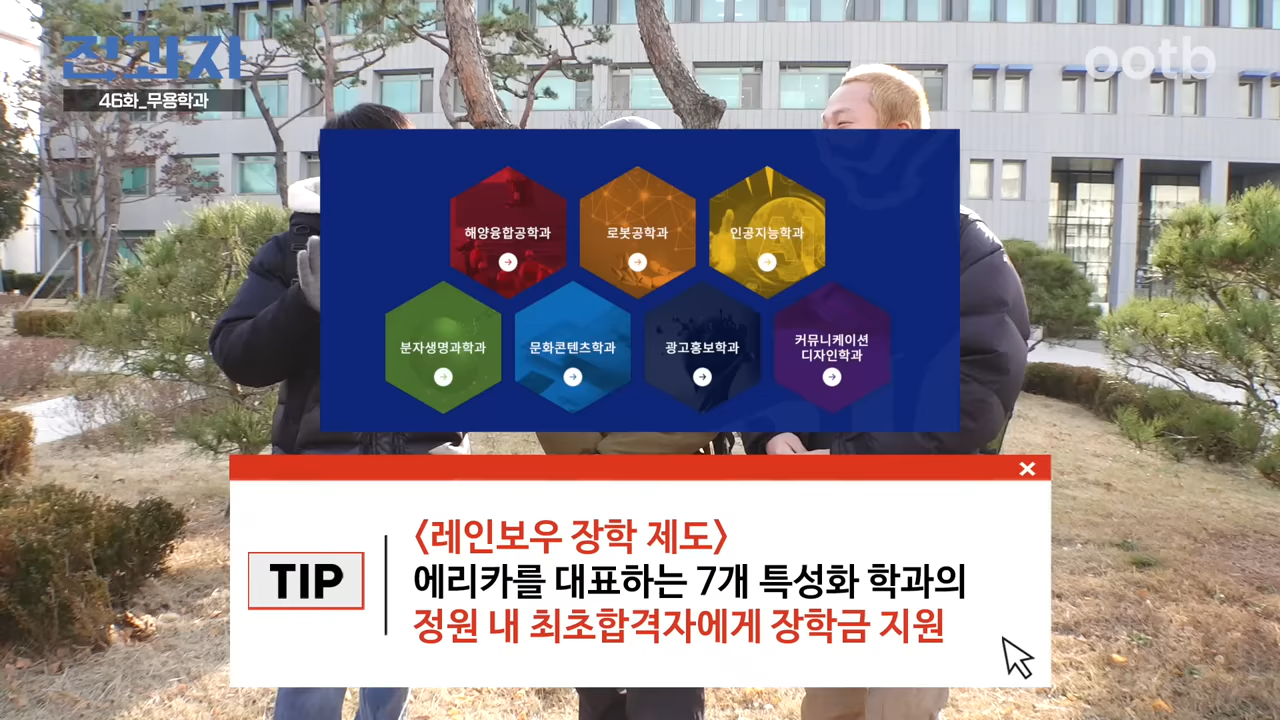 전과자
46화_무용학과
ootb
해양융합공학과
로봇공학과
인공지능학과
분자생명과학과
문화콘텐츠학과
광고홍보학과
커뮤니케이션
디자인학과
TIP
<레인보우 장학 제도>
에리카를 대표하는 7개 특성화 학과의
정원 내 최초합격자에게 장학금 지원